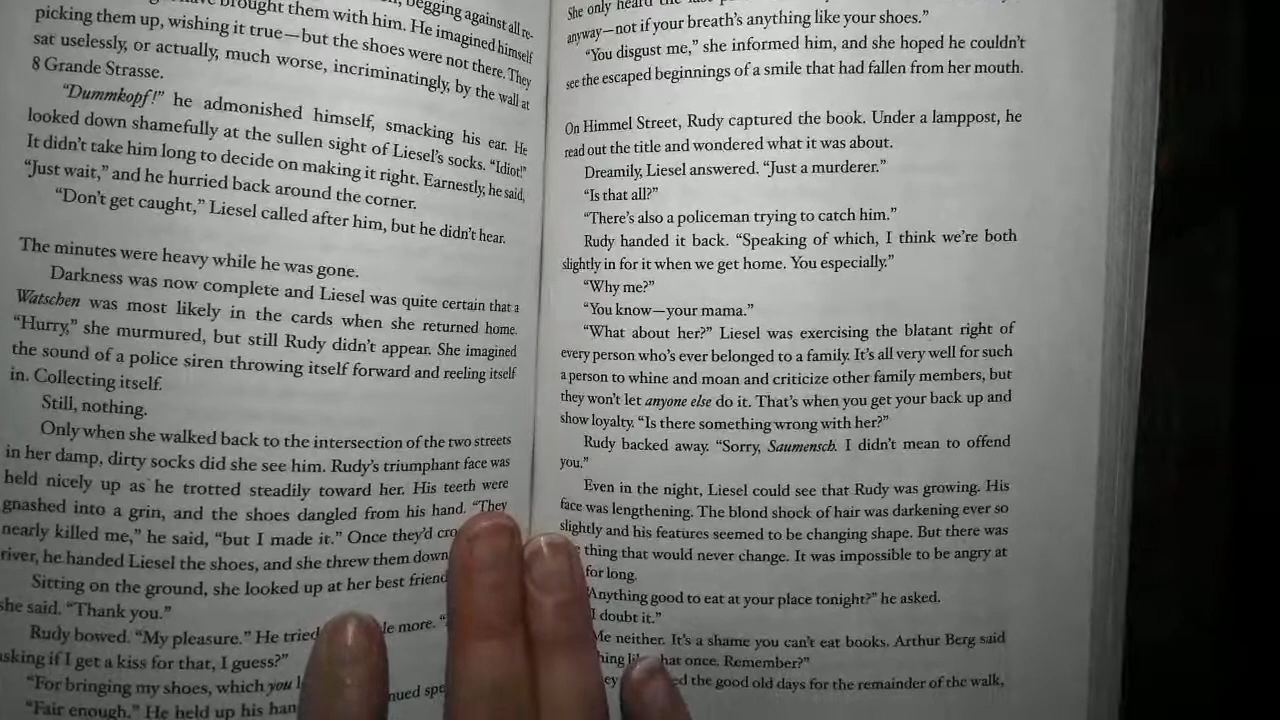 brought them with him. He imagined himself
begging against all re-
picking them up, wishing it true—but the shoes were not there. They
sat uselessly, or actually, much worse, incriminatingly, by the wall at
8 Grande Strasse.
“Dummkopf!” he admonished himself, smacking his ear. He
looked down shamefully at the sullen sight of Liesel’s socks. “Idiot!”
It didn’t take him long to decide on making it right. Earnestly, he said,
“Just wait,” and he hurried back around the corner.
“Don’t get caught,” Liesel called after him, but he didn’t hear.
The minutes were heavy while he was gone.
Darkness was now complete and Liesel was quite certain that a
Watschen was most likely in the cards when she returned home.
“Hurry,” she murmured, but still Rudy didn’t appear. She imagined
the sound of a police siren throwing itself forward and reeling itself
in. Collecting itself.
Still, nothing.
Only when she walked back to the intersection of the two streets
in her damp, dirty socks did she see him. Rudy’s triumphant face was
held nicely up as he trotted steadily toward her. His teeth were
gnashed into a grin, and the shoes dangled from his hand. “They
nearly killed me,” he said, “but I made it.” Once they’d
river, he handed Liesel the shoes, and she threw them down
Sitting on the ground, she looked up at her best friend
she said. “Thank you.”
Rudy bowed. “My pleasure.” He tried more.
asking if I get a kiss for that, I guess?”
“For bringing my shoes, which you
“Fair enough.” He held up his
She only heard the
anyway—not if your breath’s anything like your shoes.”
“You disgust me,” she informed him, and she hoped he couldn’t
see the escaped beginnings of a smile that had fallen from her mouth.
On Himmel Street, Rudy captured the book. Under a lamppost, he
read out the title and wondered what it was about.
Dreamily, Liesel answered. “Just a murderer.”
“Is that all?”
“There’s also a policeman trying to catch him.”
Rudy handed it back. “Speaking of which, I think we’re both
slightly in for it when we get home. You especially.”
“Why me?”
“You know—your mama.”
“What about her?” Liesel was exercising the blatant right of
every person who’s ever belonged to a family. It’s all very well for such
a person to whine and moan and criticize other family members, but
they won’t let anyone else do it. That’s when you get your back up and
show loyalty. “Is there something wrong with her?”
Rudy backed away. “Sorry, Saumensch. I didn’t mean to offend
you.”
Even in the night, Liesel could see that Rudy was growing. His
face was lengthening. The blond shock of hair was darkening ever so
slightly and his features seemed to be changing shape. But there was
thing that would never change. It was impossible to be angry at
for long.
“Anything good to eat at your place tonight?” he asked.
“I doubt it.”
“Me neither. It’s a shame you can’t eat books. Arthur Berg said
that once. Remember?”
the good old days for the remainder of the walk,